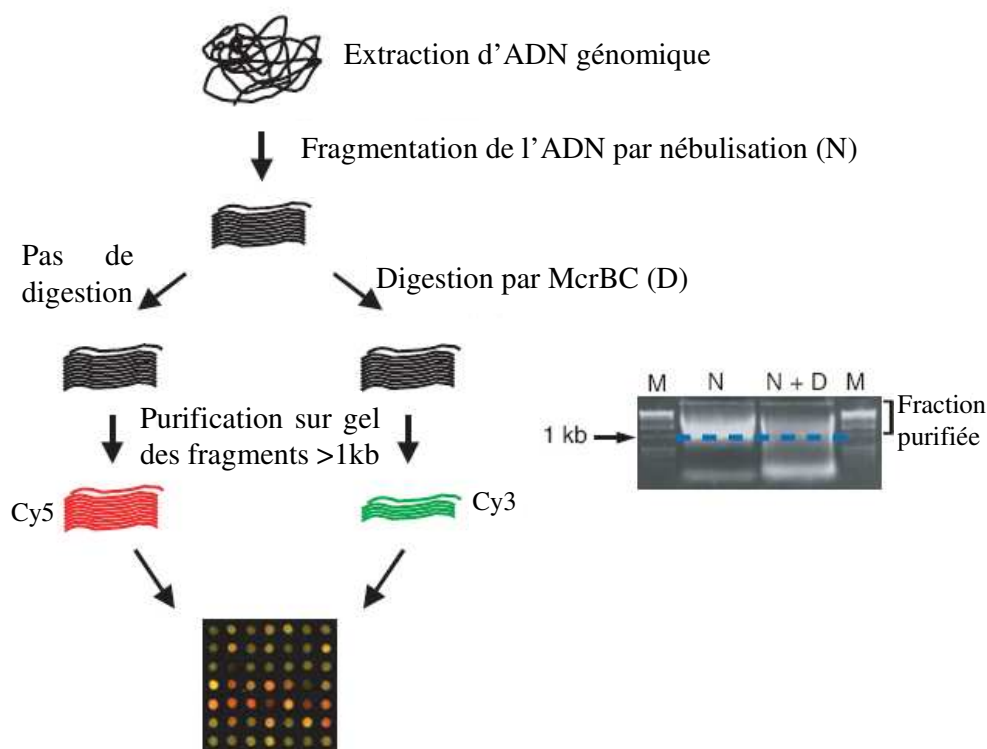 Extraction d'ADN génomique
Fragmentation de l'ADN par nébulisation (N)
Pas de
digestion
Digestion par McrBC (D)
Purification sur gel
des fragments >1kb
Cy5
Cy3
M N N + D M
1 kb
Fraction
purifiée